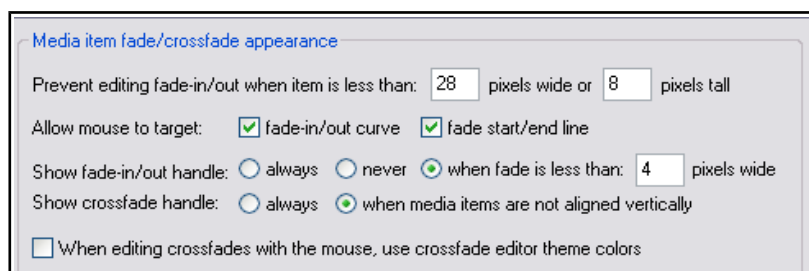 Media item fade/crossfade appearance
Prevent editing fade-in/out when item is less than: 28 pixels wide or 8 pixels tall
Allow mouse to target: fade-in/out curve fade start/end line
Show fade-in/out handle: always never when fade is less than: 4 pixels wide
Show crossfade handle: always when media items are not aligned vertically
When editing crossfades with the mouse, use crossfade editor theme colors